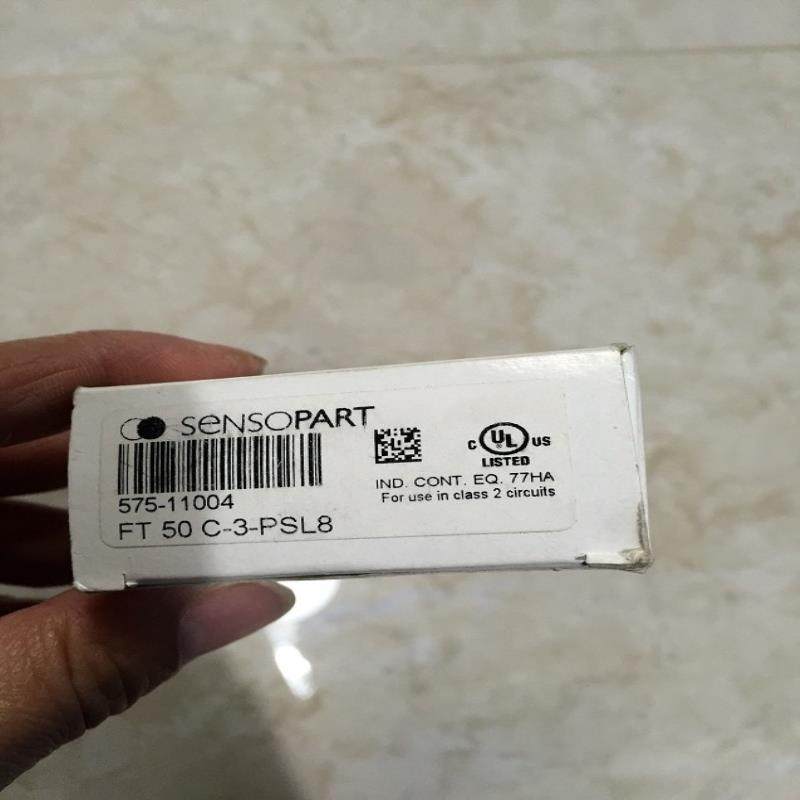 SENSOPART
575-11004
FT 50 C-3-PSL8
C UL US
LISTED
IND. CONT. EQ. 77HA
For use in class 2 circuits